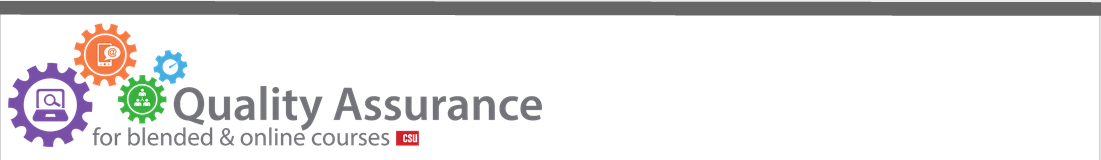 Quality Assurance
for blended & online courses CSU